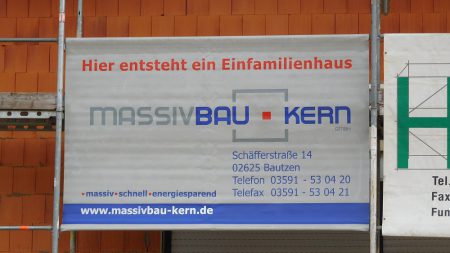 Hier entsteht ein Einfamilienhaus
MASSIVBAU KERN
GMBH
Schäfferstraße 14
02625 Bautzen
Telefon 03591 - 53 04 20
Telefax 03591 - 53 04 21
•massiv•schnell•energiesparend
www.massivbau-kern.de
H
Tel.
Fax
Fun